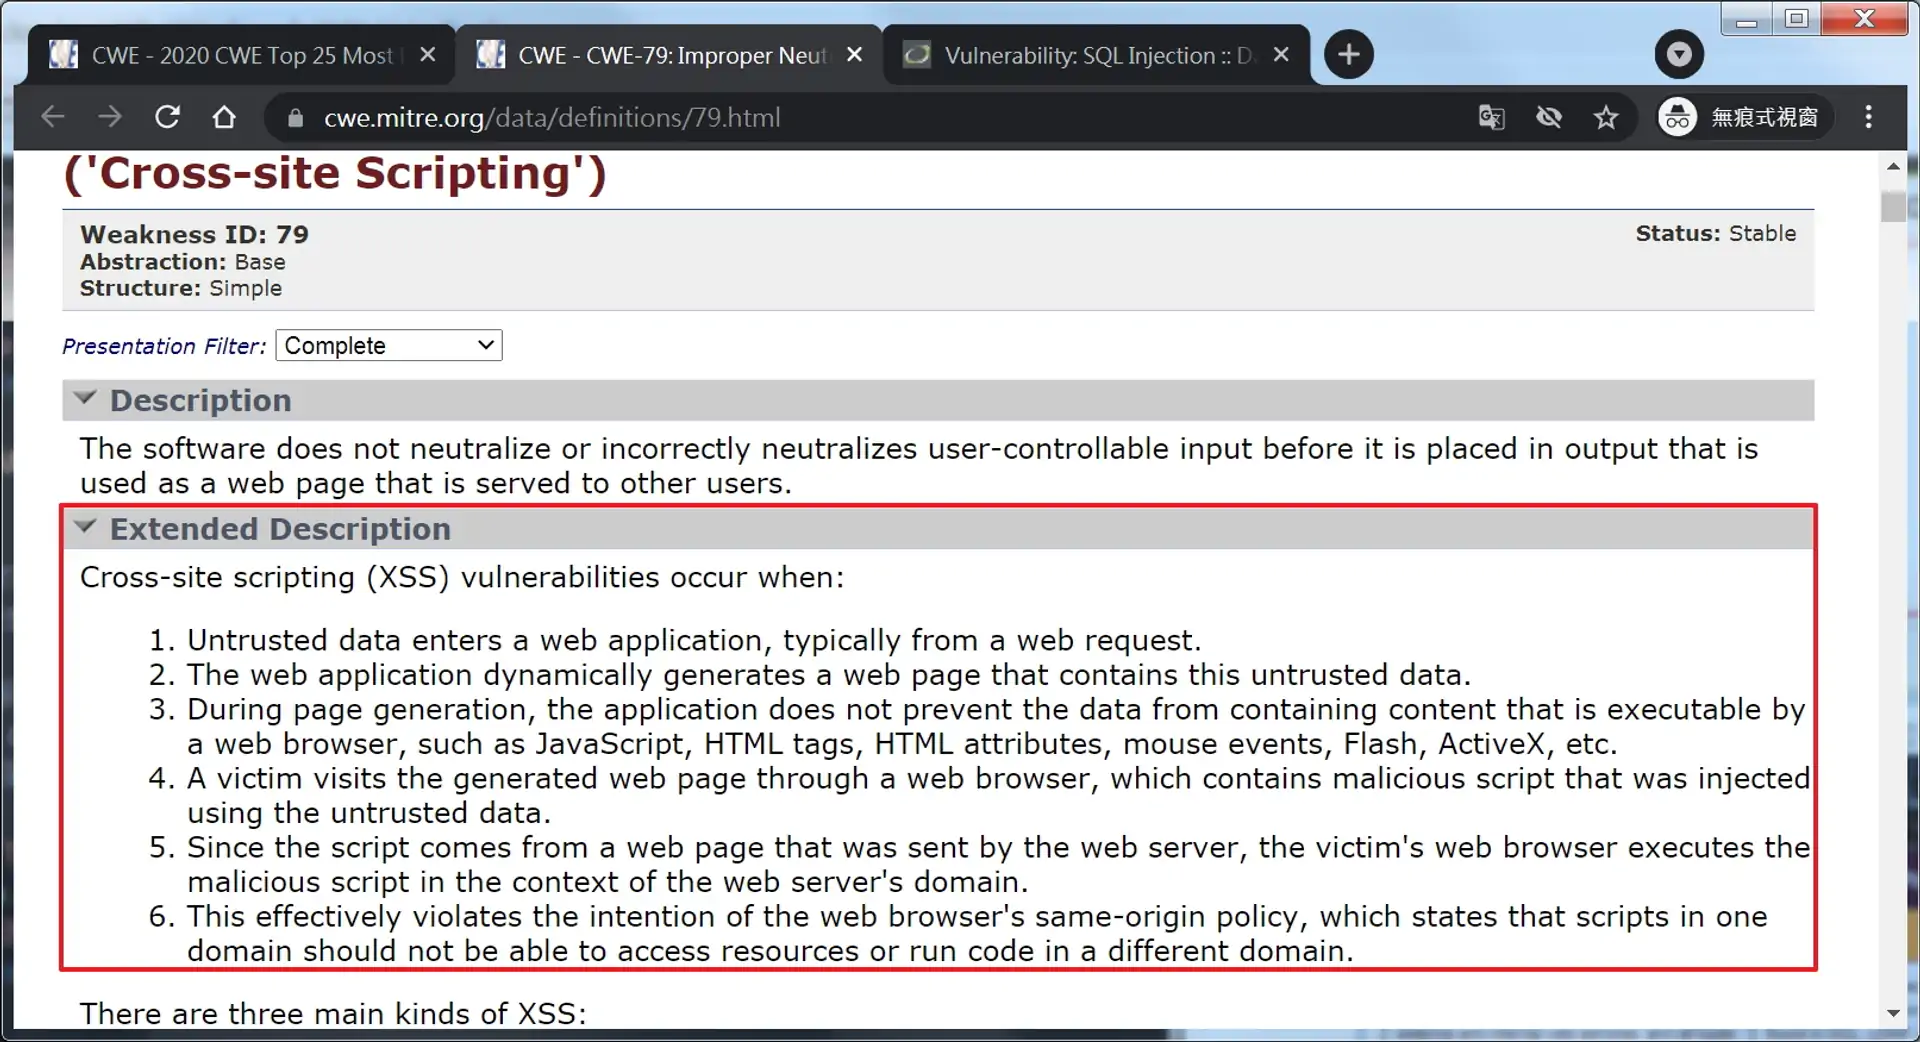 CWE - 2020 CWE Top 25 Most
CWE - CWE-79: Improper Neut
Vulnerability: SQL Injection :: D
cwe.mitre.org/data/definitions/79.html
無痕式視窗
('Cross-site Scripting')
Weakness ID: 79
Abstraction: Base
Structure: Simple
Status: Stable
Presentation Filter: Complete
Description
The software does not neutralize or incorrectly neutralizes user-controllable input before it is placed in output that is
used as a web page that is served to other users.
Extended Description
Cross-site scripting (XSS) vulnerabilities occur when:
1. Untrusted data enters a web application, typically from a web request.
2. The web application dynamically generates a web page that contains this untrusted data.
3. During page generation, the application does not prevent the data from containing content that is executable by
a web browser, such as JavaScript, HTML tags, HTML attributes, mouse events, Flash, ActiveX, etc.
4. A victim visits the generated web page through a web browser, which contains malicious script that was injected
using the untrusted data.
5. Since the script comes from a web page that was sent by the web server, the victim's web browser executes the
malicious script in the context of the web server's domain.
6. This effectively violates the intention of the web browser's same-origin policy, which states that scripts in one
domain should not be able to access resources or run code in a different domain.
There are three main kinds of XSS: